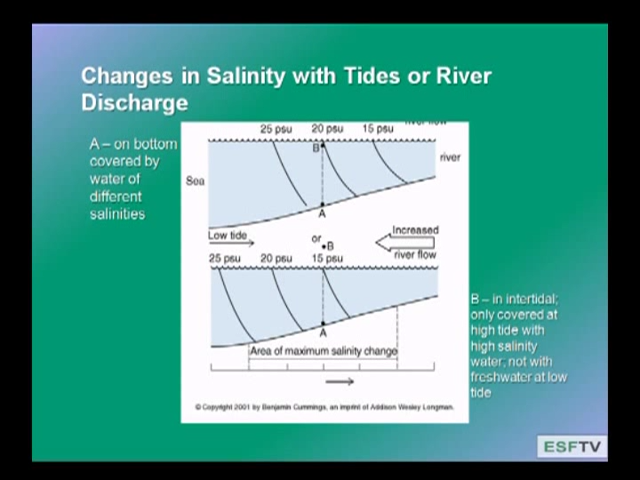 Changes in Salinity with Tides or River
Discharge
A – on bottom
covered by
water of
different
salinities
river flow
25 psu 20 psu 15 psu
B
river
Sea
A
Low tide
or
B
Increased
river flow
25 psu 20 psu 15 psu
A
Area of maximum salinity change
© Copyright 2001 by Benjamin Cummings, an imprint of Addison Wesley Longman.
B – in intertidal;
only covered at
high tide with
high salinity
water; not with
freshwater at low
tide
ESFTV